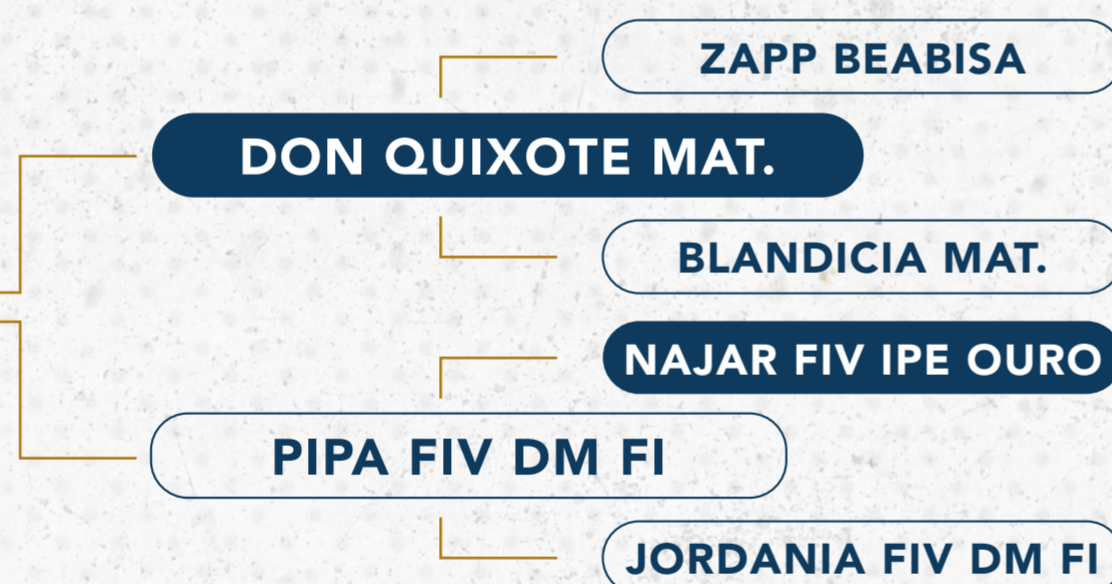 ZAPP BEABISA
DON QUIXOTE MAT.
BLANDICIA MAT.
NAJAR FIV IPE OURO
PIPA FIV DM FI
JORDANIA FIV DM FI